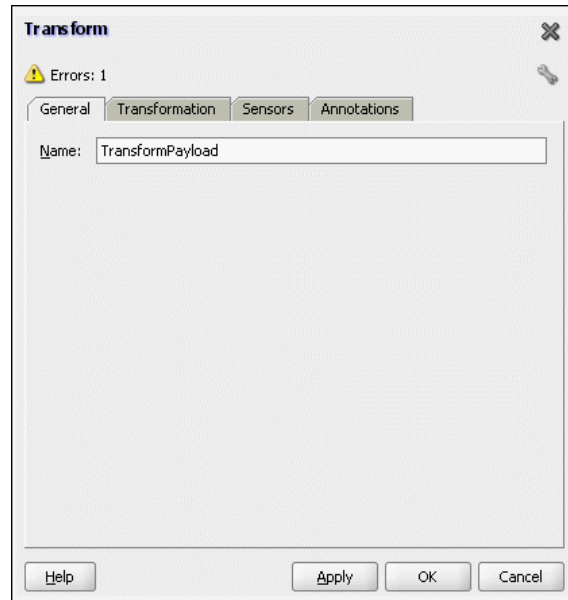 Transform
Errors: 1
General Transformation Sensors Annotations
Name: TransformPayload
Help Apply OK Cancel